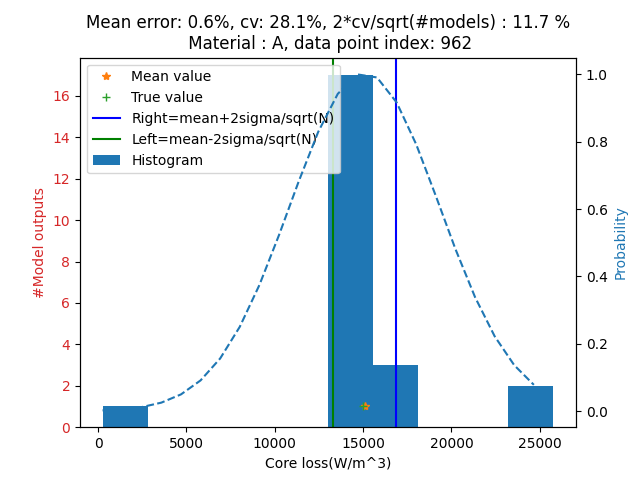 Mean error: 0.6%, cv: 28.1%, 2*cv/sqrt(#models) : 11.7 %
Material : A, data point index: 962
Mean value
True value
Right=mean+2sigma/sqrt(N)
Left=mean-2sigma/sqrt(N)
Histogram
#Model outputs
16
14
12
10
8
6
4
2
0
1.0
0.8
0.6
0.4
0.2
0.0
Probability
0
5000
10000
15000
20000
25000
Core loss(W/m^3)